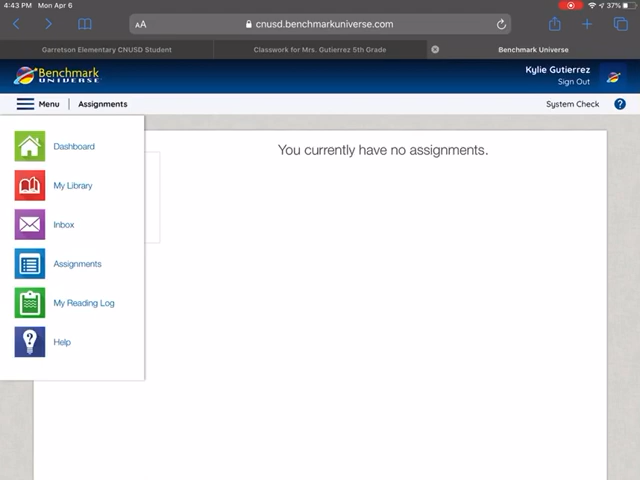 4:43 PM Mon Apr 6
37%
AA
cnusd.benchmarkuniverse.com
Garretson Elementary CNUSD Student
Classwork for Mrs. Gutierrez 5th Grade
Benchmark Universe
Benchmark
UNIVERSE
Kylie Gutierrez
Sign Out
Menu
Assignments
System Check
?
You currently have no assignments.
Dashboard
My Library
Inbox
Assignments
My Reading Log
Help